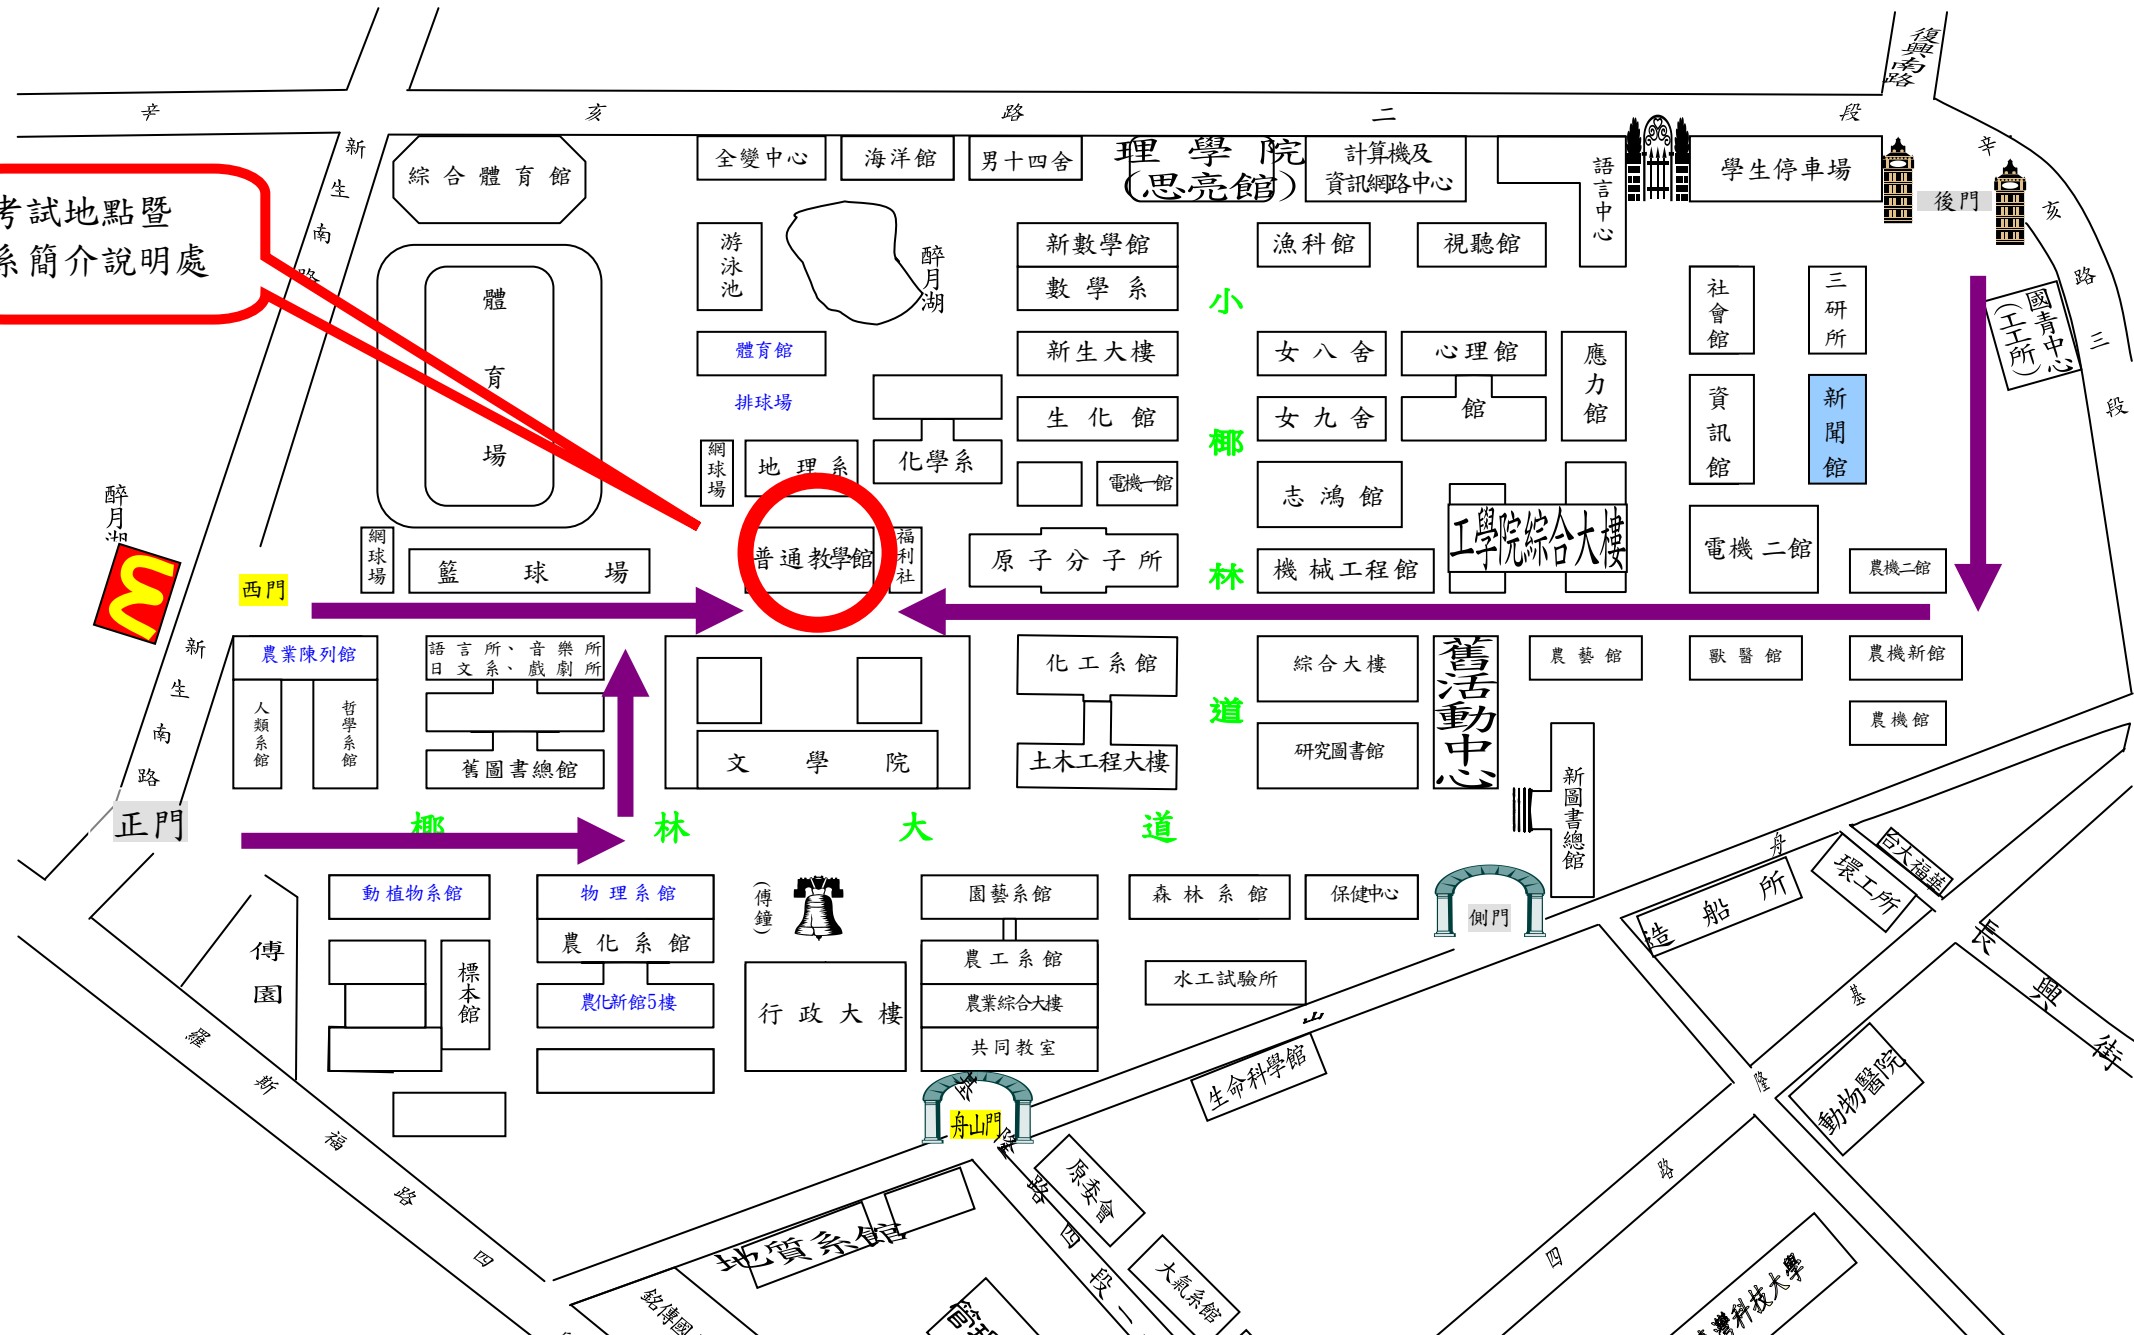 復興南路
辛亥路二段
新生南路
綜合體育館
全變中心
海洋館
男十四舍
理學院
(思亮館)
計算機及
資訊網路中心
語言中心
學生停車場
後門
辛亥路三段
考試地點暨
系簡介說明處
體育場
游泳池
醉月湖
新數學館
數學系
漁科館
視聽館
小椰林道
社會館
三研所
國青中心
(工工所)
體育館
排球場
新生大樓
女八舍
心理館
館
應力館
生化館
女九舍
資訊館
新聞館
網球場
地理系
化學系
電機一館
志鴻館
工學院綜合大樓
醉月湖
西門
網球場
籃球場
普通教學館
福利社
原子分子所
機械工程館
電機二館
農機二館
新生南路
農業陳列館
人類系館
哲學系館
語言所、音樂所
日文系、戲劇所
舊圖書總館
文學院
化工系館
土木工程大樓
綜合大樓
研究圖書館
舊活動中心
農藝館
獸醫館
農機新館
農機館
新圖書總館
正門
椰林大道
動植物系館
物理系館
(傅鐘)
園藝系館
森林系館
保健中心
側門
造船所
環工所
台大福華
傅園
標本館
農化系館
農化新館5樓
行政大樓
農工系館
農業綜合大樓
共同教室
水工試驗所
舟山
生命科學館
長興街
動物醫院
羅斯福路四
舟山門
基隆路四段
原委會
大氣系館
地質系館
銘傳國
管理
基隆路四
灣科技大學